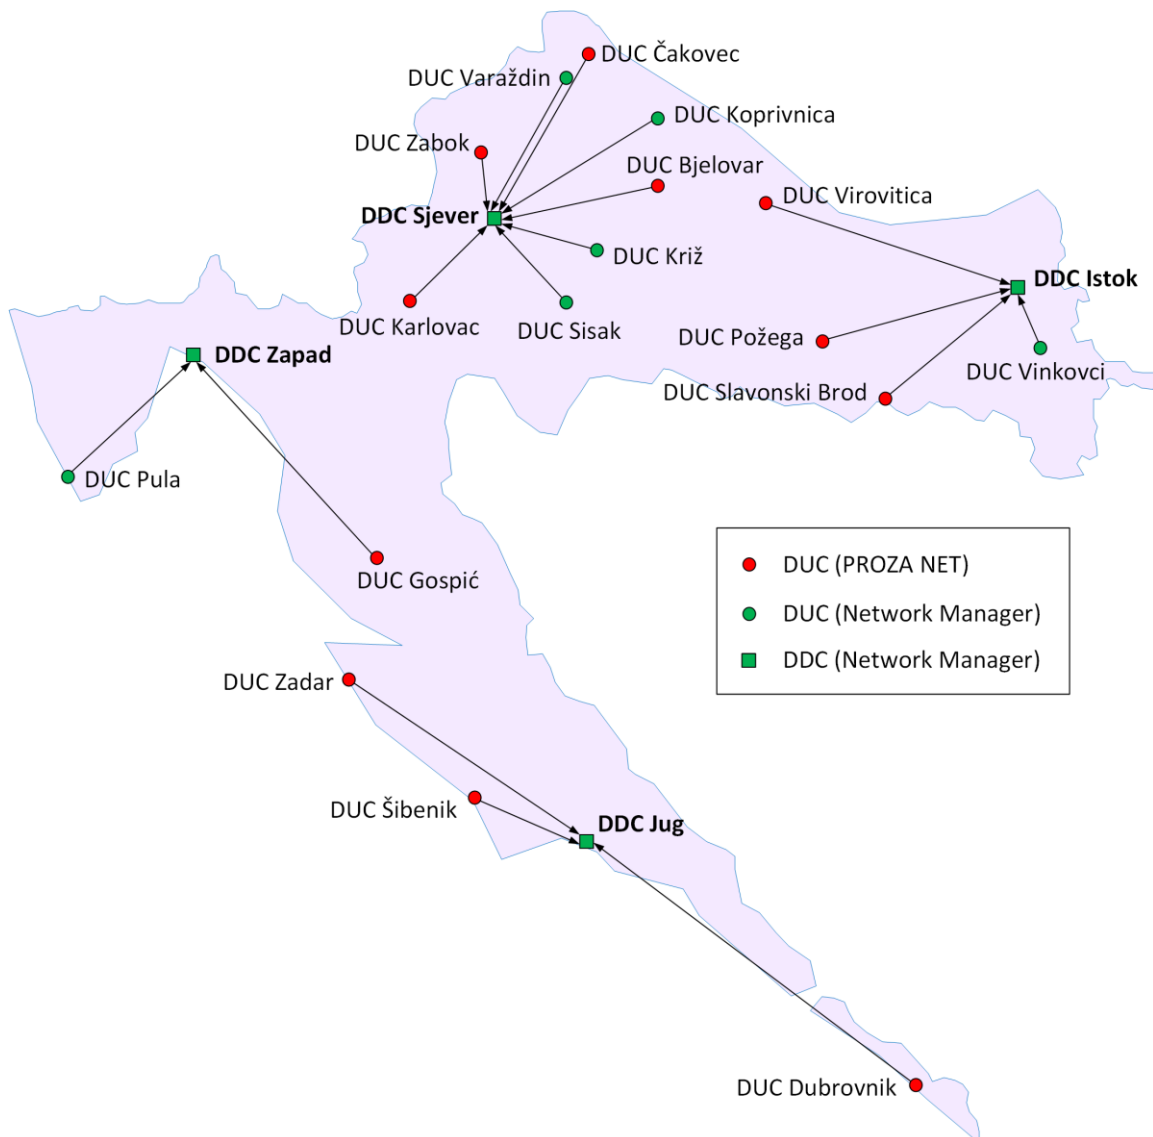 DUC Čakovec
DUC Varaždin
DUC Koprivnica
DUC Zabok
DUC Bjelovar
DUC Virovitica
DDC Sjever
DUC Križ
DDC Istok
DUC Karlovac
DUC Sisak
DUC Požega
DDC Zapad
DUC Vinkovci
DUC Slavonski Brod
DUC Pula
DUC (PROZA NET)
DUC Gospić
DUC (Network Manager)
DDC (Network Manager)
DUC Zadar
DUC Šibenik
DDC Jug
DUC Dubrovnik